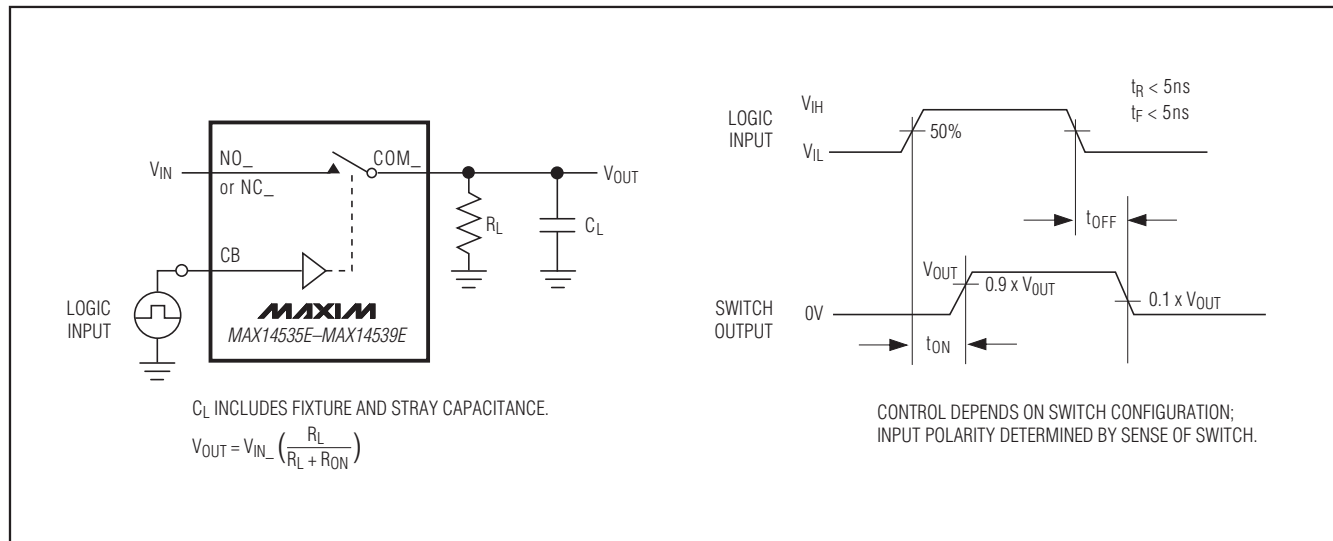 V_IN
NO_
or NC_
COM_
V_OUT
R_L
C_L
CB
LOGIC
INPUT
MAXIM
MAX14535E–MAX14539E
C_L INCLUDES FIXTURE AND STRAY CAPACITANCE.
V_OUT = V_IN_ (R_L / (R_L + R_ON))
LOGIC
INPUT
V_IH
V_IL
50%
t_R < 5ns
t_F < 5ns
t_OFF
SWITCH
OUTPUT
V_OUT
0V
0.9 x V_OUT
0.1 x V_OUT
t_ON
CONTROL DEPENDS ON SWITCH CONFIGURATION;
INPUT POLARITY DETERMINED BY SENSE OF SWITCH.